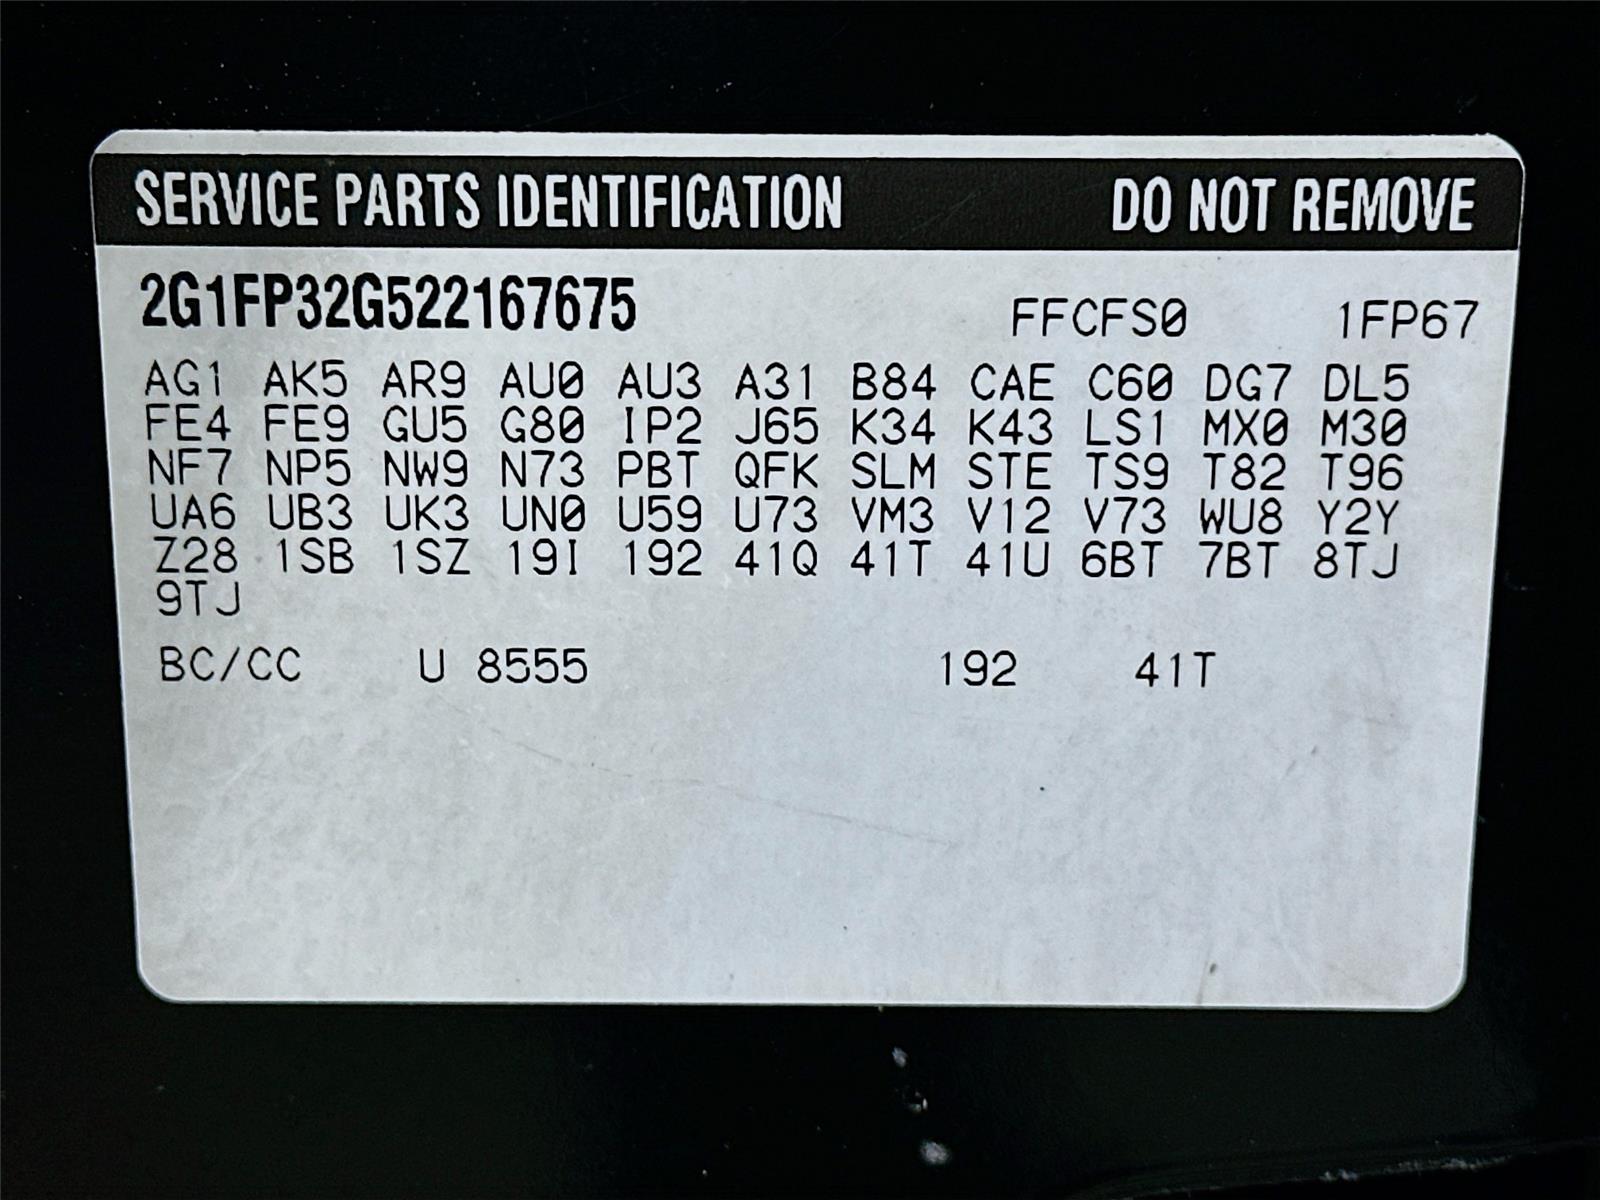 SERVICE PARTS IDENTIFICATION DO NOT REMOVE
2G1FP32G522167675 FFCFS0 1FP67
AG1 AK5 AR9 AU0 AU3 A31 B84 CAE C60 DG7 DL5
FE4 FE9 GU5 G80 IP2 J65 K34 K43 LS1 MX0 M30
NF7 NP5 NW9 N73 PBT QFK SLM STE TS9 T82 T96
UA6 UB3 UK3 UN0 U59 U73 VM3 V12 V73 WU8 Y2Y
Z28 1SB 1SZ 19I 192 41Q 41T 41U 6BT 7BT 8TJ
9TJ
BC/CC U 8555 192 41T